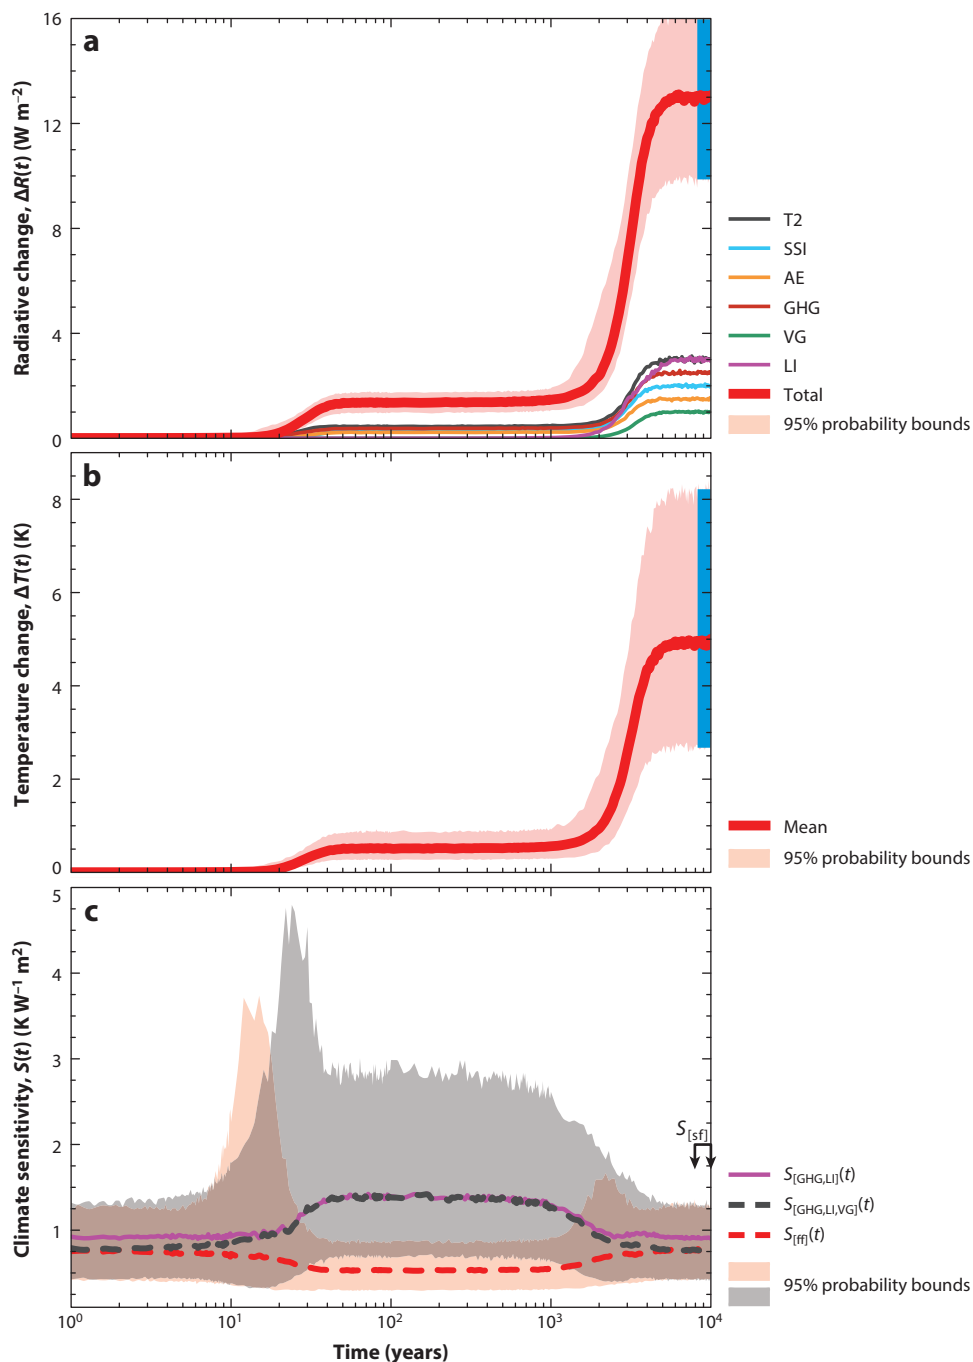 a
Radiative change, ΔR(t) (W m⁻²)
16
12
8
4
0
T2
SSI
AE
GHG
VG
LI
Total
95% probability bounds
b
Temperature change, ΔT(t) (K)
8
6
4
2
0
Mean
95% probability bounds
c
Climate sensitivity, S(t) (K W⁻¹ m²)
5
4
3
2
1
S[sf]
S[GHG,LI](t)
S[GHG,LI,VG](t)
S[ff](t)
95% probability bounds
10⁰ 10¹ 10² 10³ 10⁴
Time (years)